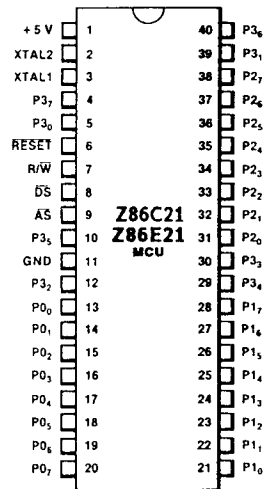 +5 V 1 40 P3₆
XTAL2 2 39 P3₁
XTAL1 3 38 P2₇
P3₇ 4 37 P2₆
P3₀ 5 36 P2₅
RESET 6 35 P2₄
R/W 7 34 P2₃
DS 8 33 P2₂
AS 9 32 P2₁
P3₅ 10 31 P2₀
GND 11 30 P3₃
P3₂ 12 29 P3₄
P0₀ 13 28 P1₇
P0₁ 14 27 P1₆
P0₂ 15 26 P1₅
P0₃ 16 25 P1₄
P0₄ 17 24 P1₃
P0₅ 18 23 P1₂
P0₆ 19 22 P1₁
P0₇ 20 21 P1₀
Z86C21
Z86E21
MCU